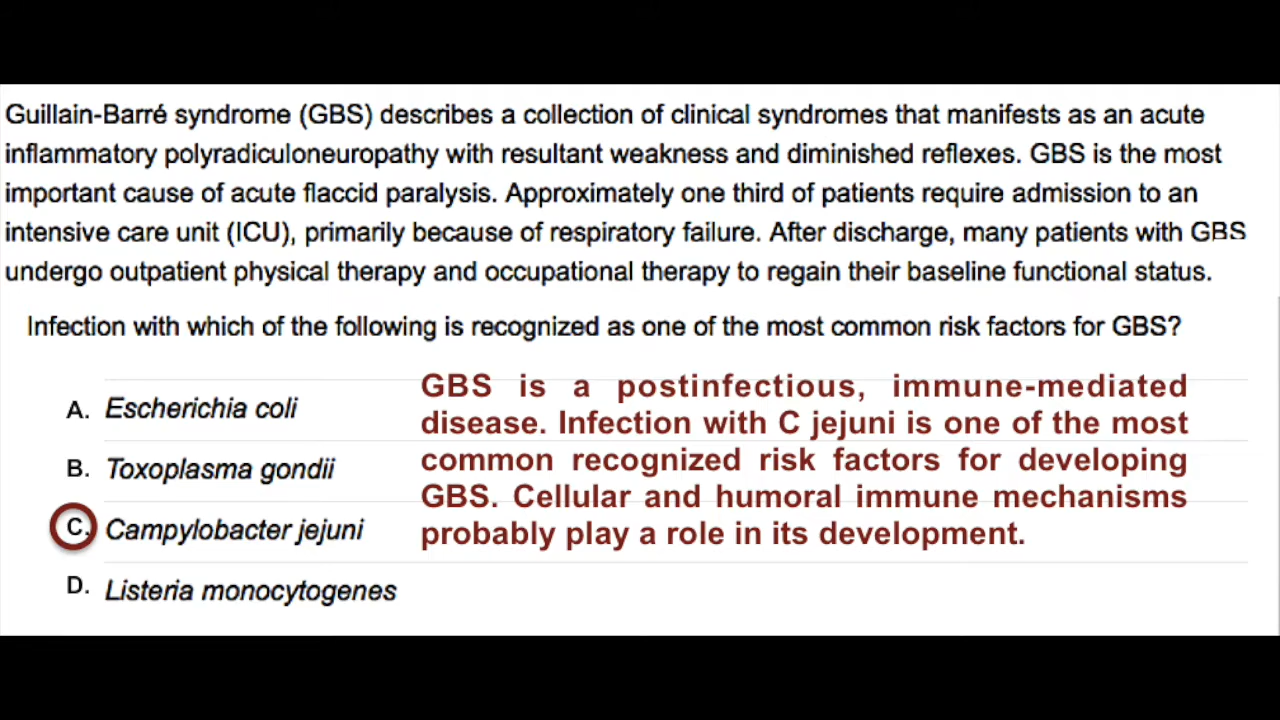 Guillain-Barré syndrome (GBS) describes a collection of clinical syndromes that manifests as an acute
inflammatory polyradiculoneuropathy with resultant weakness and diminished reflexes. GBS is the most
important cause of acute flaccid paralysis. Approximately one third of patients require admission to an
intensive care unit (ICU), primarily because of respiratory failure. After discharge, many patients with GBS
undergo outpatient physical therapy and occupational therapy to regain their baseline functional status.
Infection with which of the following is recognized as one of the most common risk factors for GBS?
A. Escherichia coli
B. Toxoplasma gondii
C. Campylobacter jejuni
D. Listeria monocytogenes
GBS is a postinfectious, immune-mediated
disease. Infection with C jejuni is one of the most
common recognized risk factors for developing
GBS. Cellular and humoral immune mechanisms
probably play a role in its development.